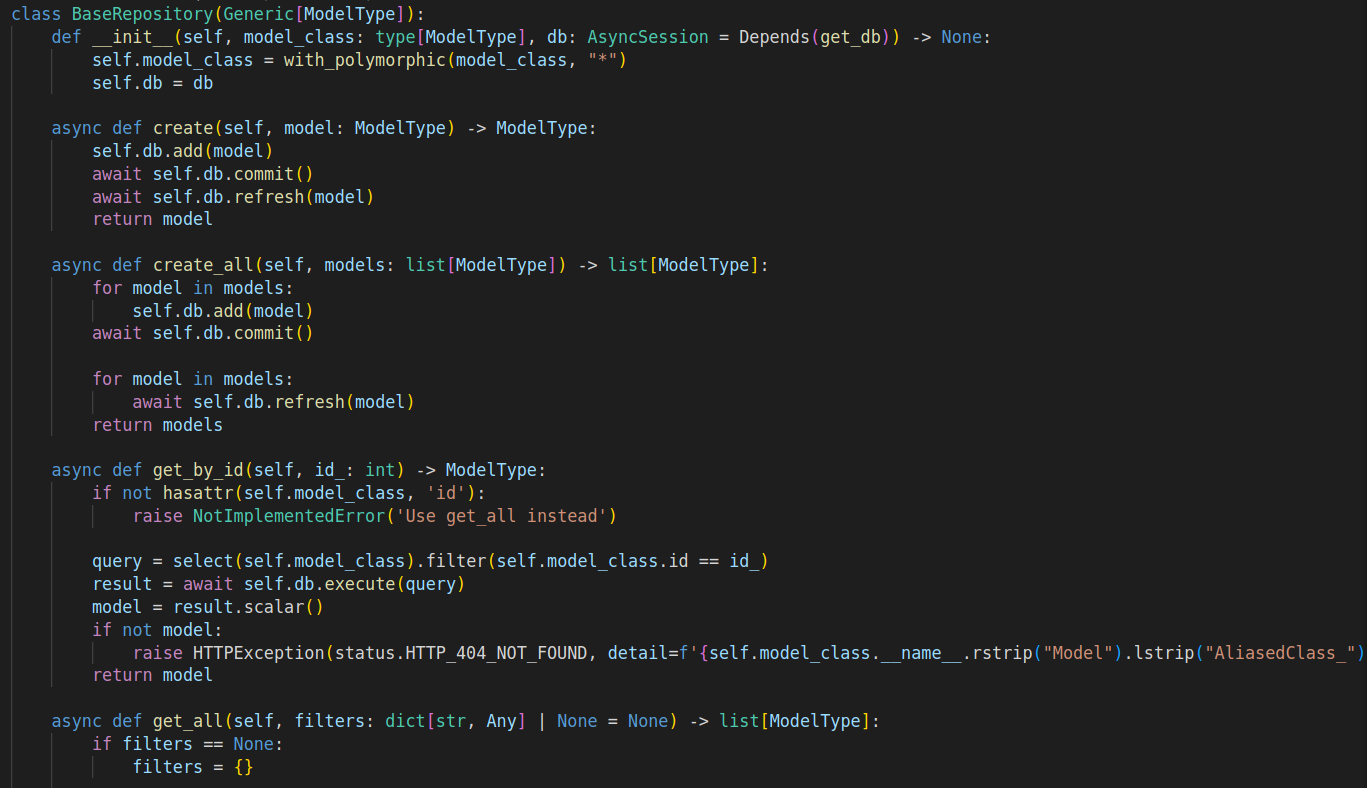 class BaseRepository(Generic[ModelType]):
    def __init__(self, model_class: type[ModelType], db: AsyncSession = Depends(get_db)) -> None:
        self.model_class = with_polymorphic(model_class, "*")
        self.db = db

    async def create(self, model: ModelType) -> ModelType:
        self.db.add(model)
        await self.db.commit()
        await self.db.refresh(model)
        return model

    async def create_all(self, models: list[ModelType]) -> list[ModelType]:
        for model in models:
            self.db.add(model)
        await self.db.commit()

        for model in models:
            await self.db.refresh(model)
        return models

    async def get_by_id(self, id_: int) -> ModelType:
        if not hasattr(self.model_class, 'id'):
            raise NotImplementedError('Use get_all instead')

        query = select(self.model_class).filter(self.model_class.id == id_)
        result = await self.db.execute(query)
        model = result.scalar()
        if not model:
            raise HTTPException(status.HTTP_404_NOT_FOUND, detail=f'{self.model_class.__name__.rstrip("Model").lstrip("AliasedClass_")
        return model

    async def get_all(self, filters: dict[str, Any] | None = None) -> list[ModelType]:
        if filters == None:
            filters = {}